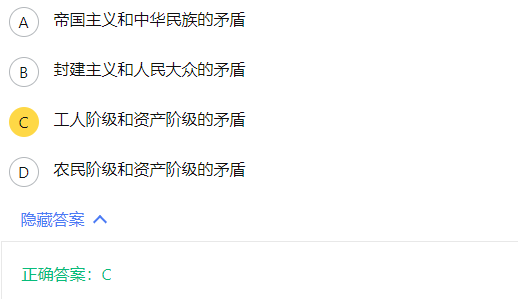 A 帝国主义和中华民族的矛盾
B 封建主义和人民大众的矛盾
C 工人阶级和资产阶级的矛盾
D 农民阶级和资产阶级的矛盾
隐藏答案
正确答案：C